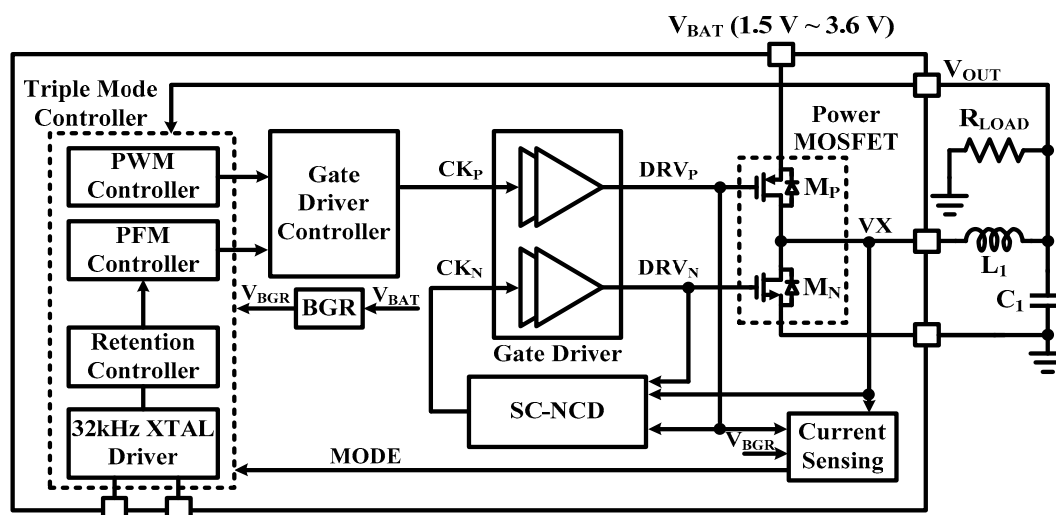 V_BAT (1.5 V ~ 3.6 V)
Triple Mode
Controller
V_OUT
Power
MOSFET
R_LOAD
PWM
Controller
Gate
Driver
Controller
CK_P
DRV_P
M_P
PFM
Controller
VX
CK_N
DRV_N
L_1
V_BGR
BGR
V_BAT
M_N
C_1
Retention
Controller
Gate Driver
SC-NCD
32kHz XTAL
Driver
MODE
V_BGR
Current
Sensing